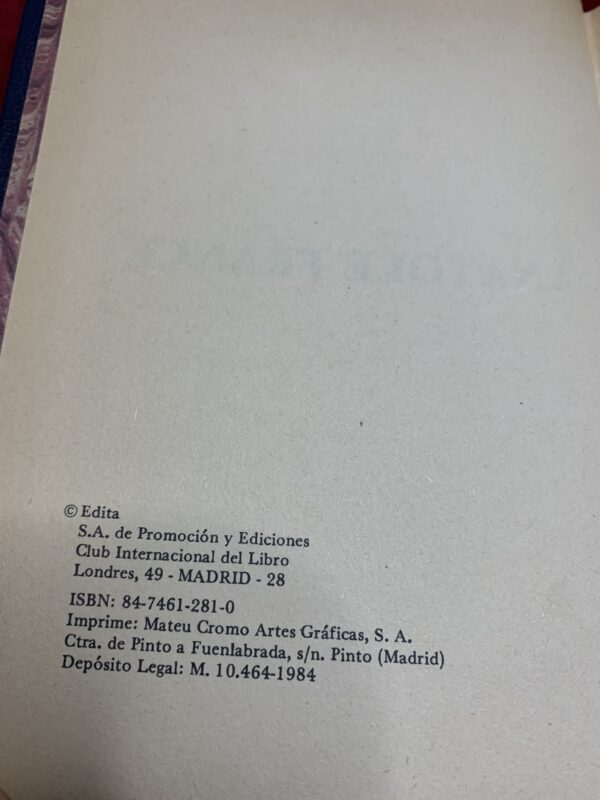 © Edita
S.A. de Promoción y Ediciones
Club Internacional del Libro
Londres, 49 - MADRID - 28
ISBN: 84-7461-281-0
Imprime: Mateu Cromo Artes Gráficas, S. A.
Ctra. de Pinto a Fuenlabrada, s/n. Pinto (Madrid)
Depósito Legal: M. 10.464-1984